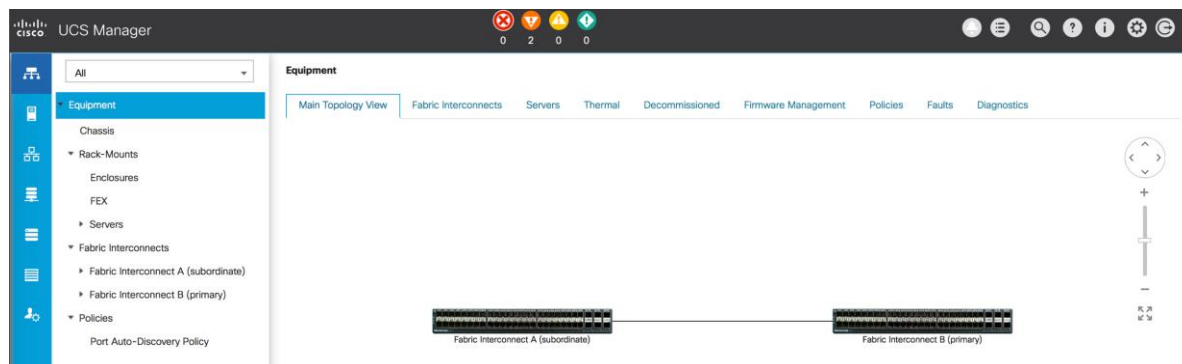 cisco UCS Manager
0 2 0 0
All
Equipment
Chassis
Rack-Mounts
Enclosures
FEX
Servers
Fabric Interconnects
Fabric Interconnect A (subordinate)
Fabric Interconnect B (primary)
Policies
Port Auto-Discovery Policy
Equipment
Main Topology View Fabric Interconnects Servers Thermal Decommissioned Firmware Management Policies Faults Diagnostics
Fabric Interconnect A (subordinate) Fabric Interconnect B (primary)